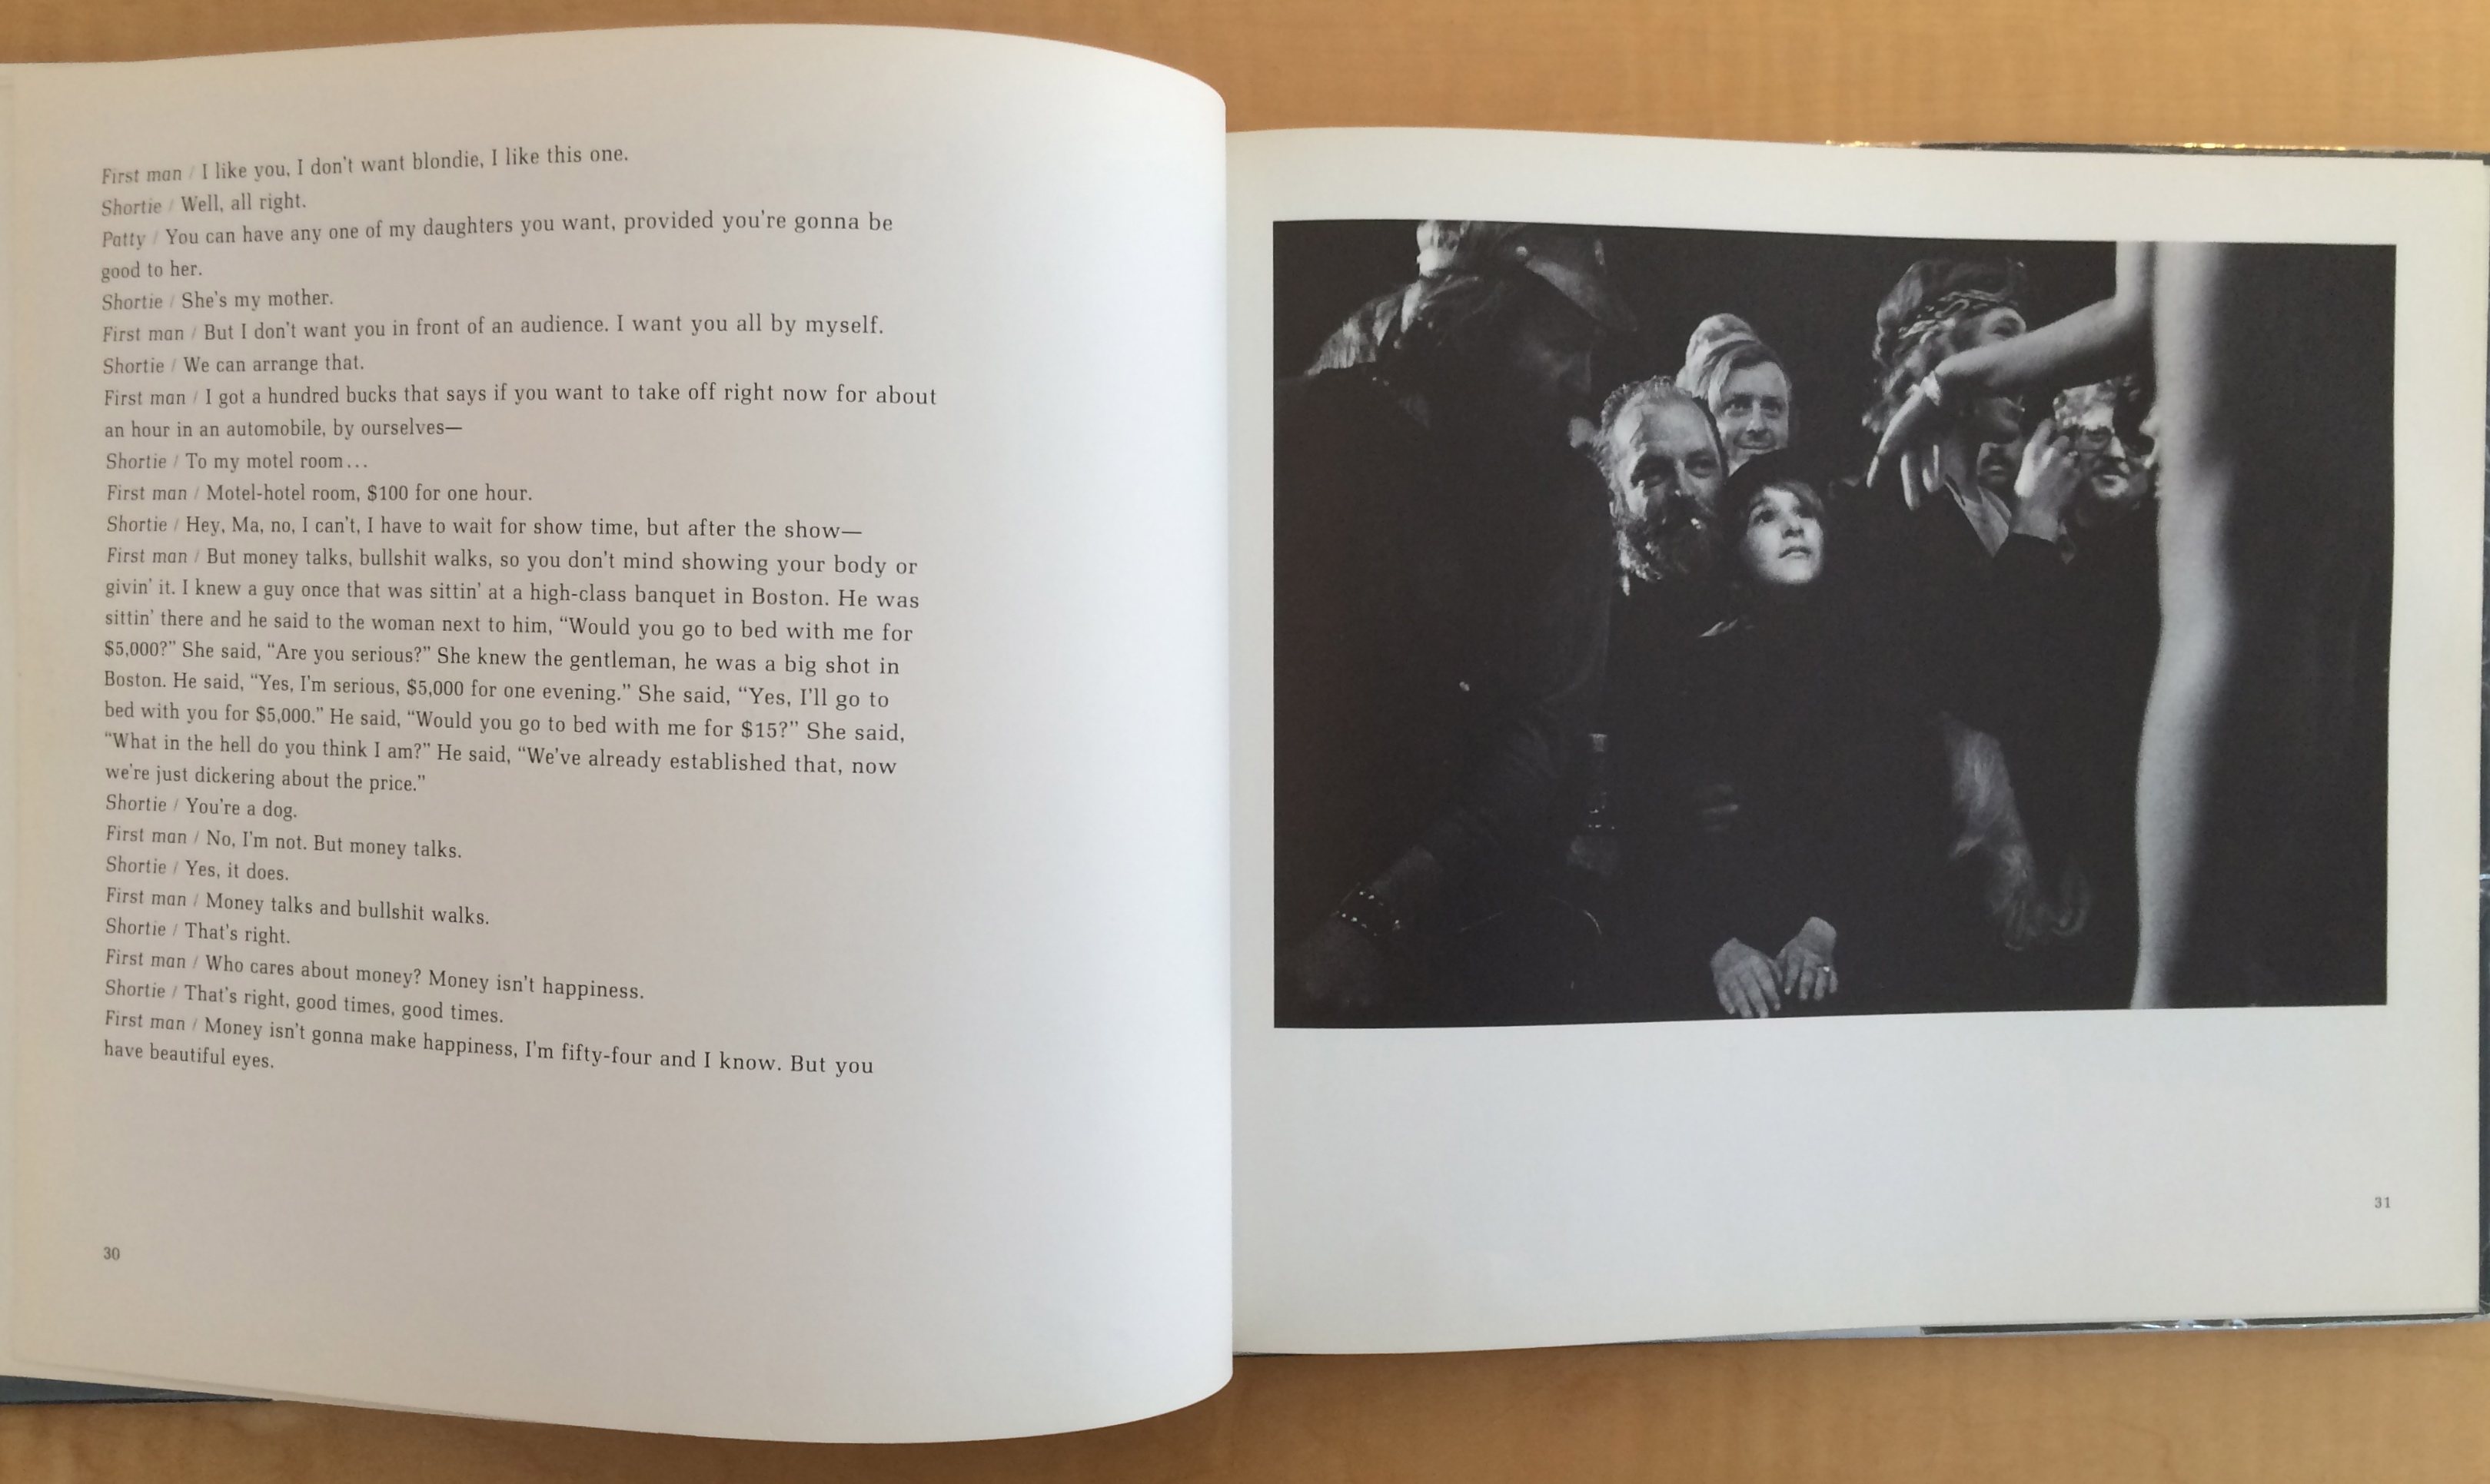 First man / I like you, I don't want blondie, I like this one.
Shortie / Well, all right.
Patty / You can have any one of my daughters you want, provided you're gonna be
good to her.
Shortie / She's my mother.
First man / But I don't want you in front of an audience. I want you all by myself.
Shortie / We can arrange that.
First man / I got a hundred bucks that says if you want to take off right now for about
an hour in an automobile, by ourselves—
Shortie / To my motel room...
First man / Motel-hotel room, $100 for one hour.
Shortie / Hey, Ma, no, I can't, I have to wait for show time, but after the show—
First man / But money talks, bullshit walks, so you don't mind showing your body or
givin' it. I knew a guy once that was sittin' at a high-class banquet in Boston. He was
sittin' there and he said to the woman next to him, “Would you go to bed with me for
$5,000?” She said, “Are you serious?” She knew the gentleman, he was a big shot in
Boston. He said, “Yes, I'm serious, $5,000 for one evening.” She said, “Yes, I'll go to
bed with you for $5,000.” He said, “Would you go to bed with me for $15?” She said,
“What in the hell do you think I am?” He said, “We've already established that, now
we're just dickering about the price.”
Shortie / You're a dog.
First man / No, I'm not. But money talks.
Shortie / Yes, it does.
First man / Money talks and bullshit walks.
Shortie / That's right.
First man / Who cares about money? Money isn't happiness.
Shortie / That's right, good times, good times.
First man / Money isn't gonna make happiness, I'm fifty-four and I know. But you
have beautiful eyes.
30
31